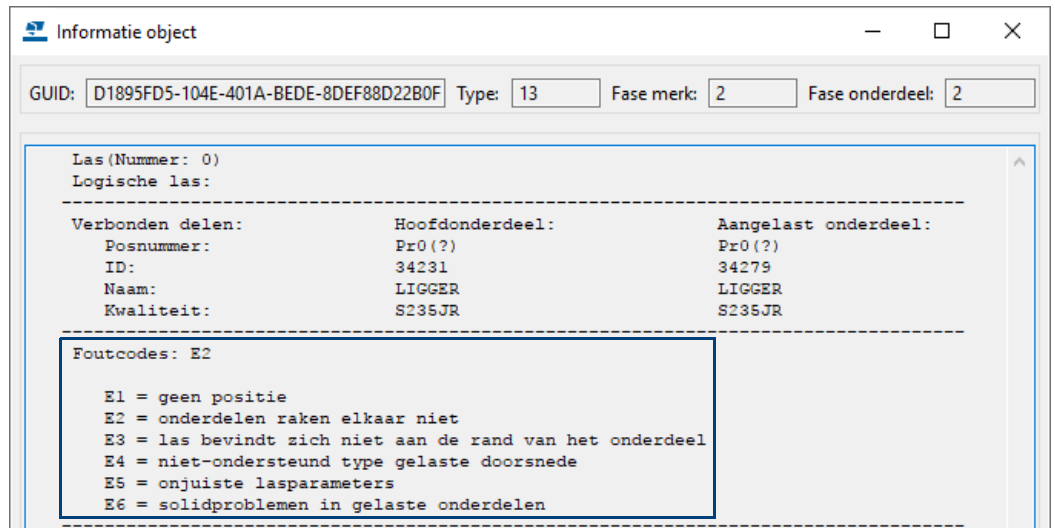 Informatie object
GUID: D1895FD5-104E-401A-BEDE-8DEF88D22B0F Type: 13 Fase merk: 2 Fase onderdeel: 2
Las(Nummer: 0)
Logische las:
Verbonden delen: Hoofdonderdeel: Aangelast onderdeel:
Posnummer: Pr0(?) Pr0(?)
ID: 34231 34279
Naam: LIGGER LIGGER
Kwaliteit: S235JR S235JR
Foutcodes: E2
E1 = geen positie
E2 = onderdelen raken elkaar niet
E3 = las bevindt zich niet aan de rand van het onderdeel
E4 = niet-ondersteund type gelaste doorsnede
E5 = onjuiste lasparameters
E6 = solidproblemen in gelaste onderdelen